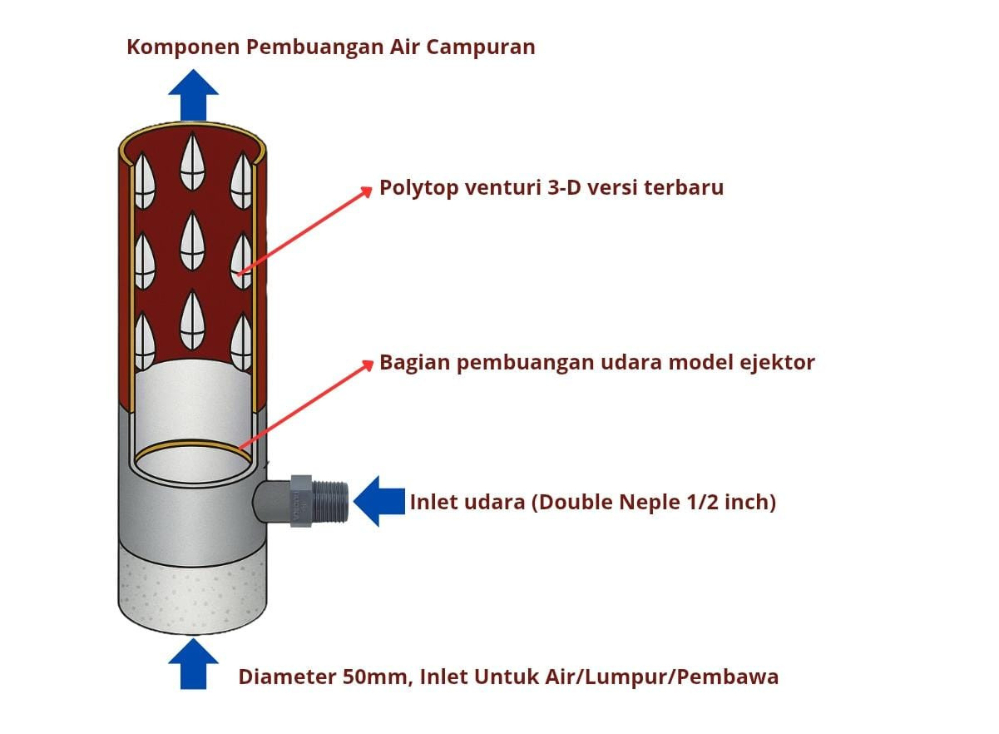 Komponen Pembuangan Air Campuran
Polytop venturi 3-D versi terbaru
Bagian pembuangan udara model ejektor
Inlet udara (Double Neple 1/2 inch)
Diameter 50mm, Inlet Untuk Air/Lumpur/Pembawa